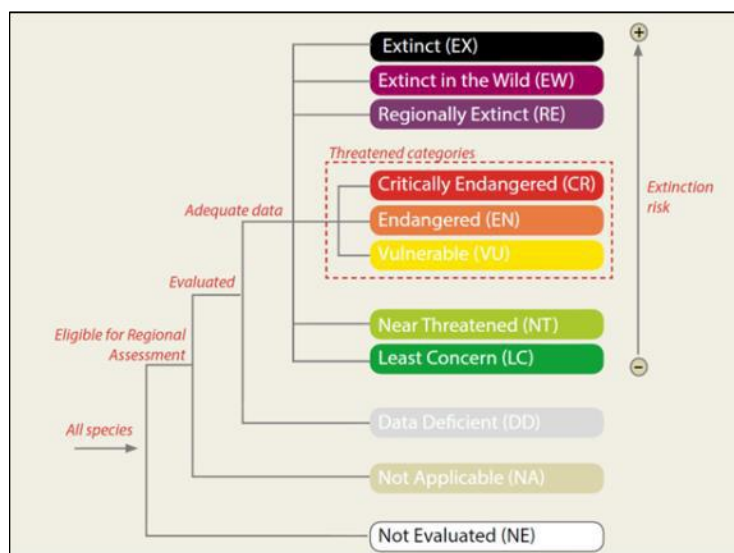 Extinct (EX)
Extinct in the Wild (EW)
Regionally Extinct (RE)
Threatened categories
Critically Endangered (CR)
Extinction
risk
Adequate data
Endangered (EN)
Vulnerable (VU)
Evaluated
Eligible for Regional
Assessment
Near Threatened (NT)
Least Concern (LC)
All species
Data Deficient (DD)
Not Applicable (NA)
Not Evaluated (NE)